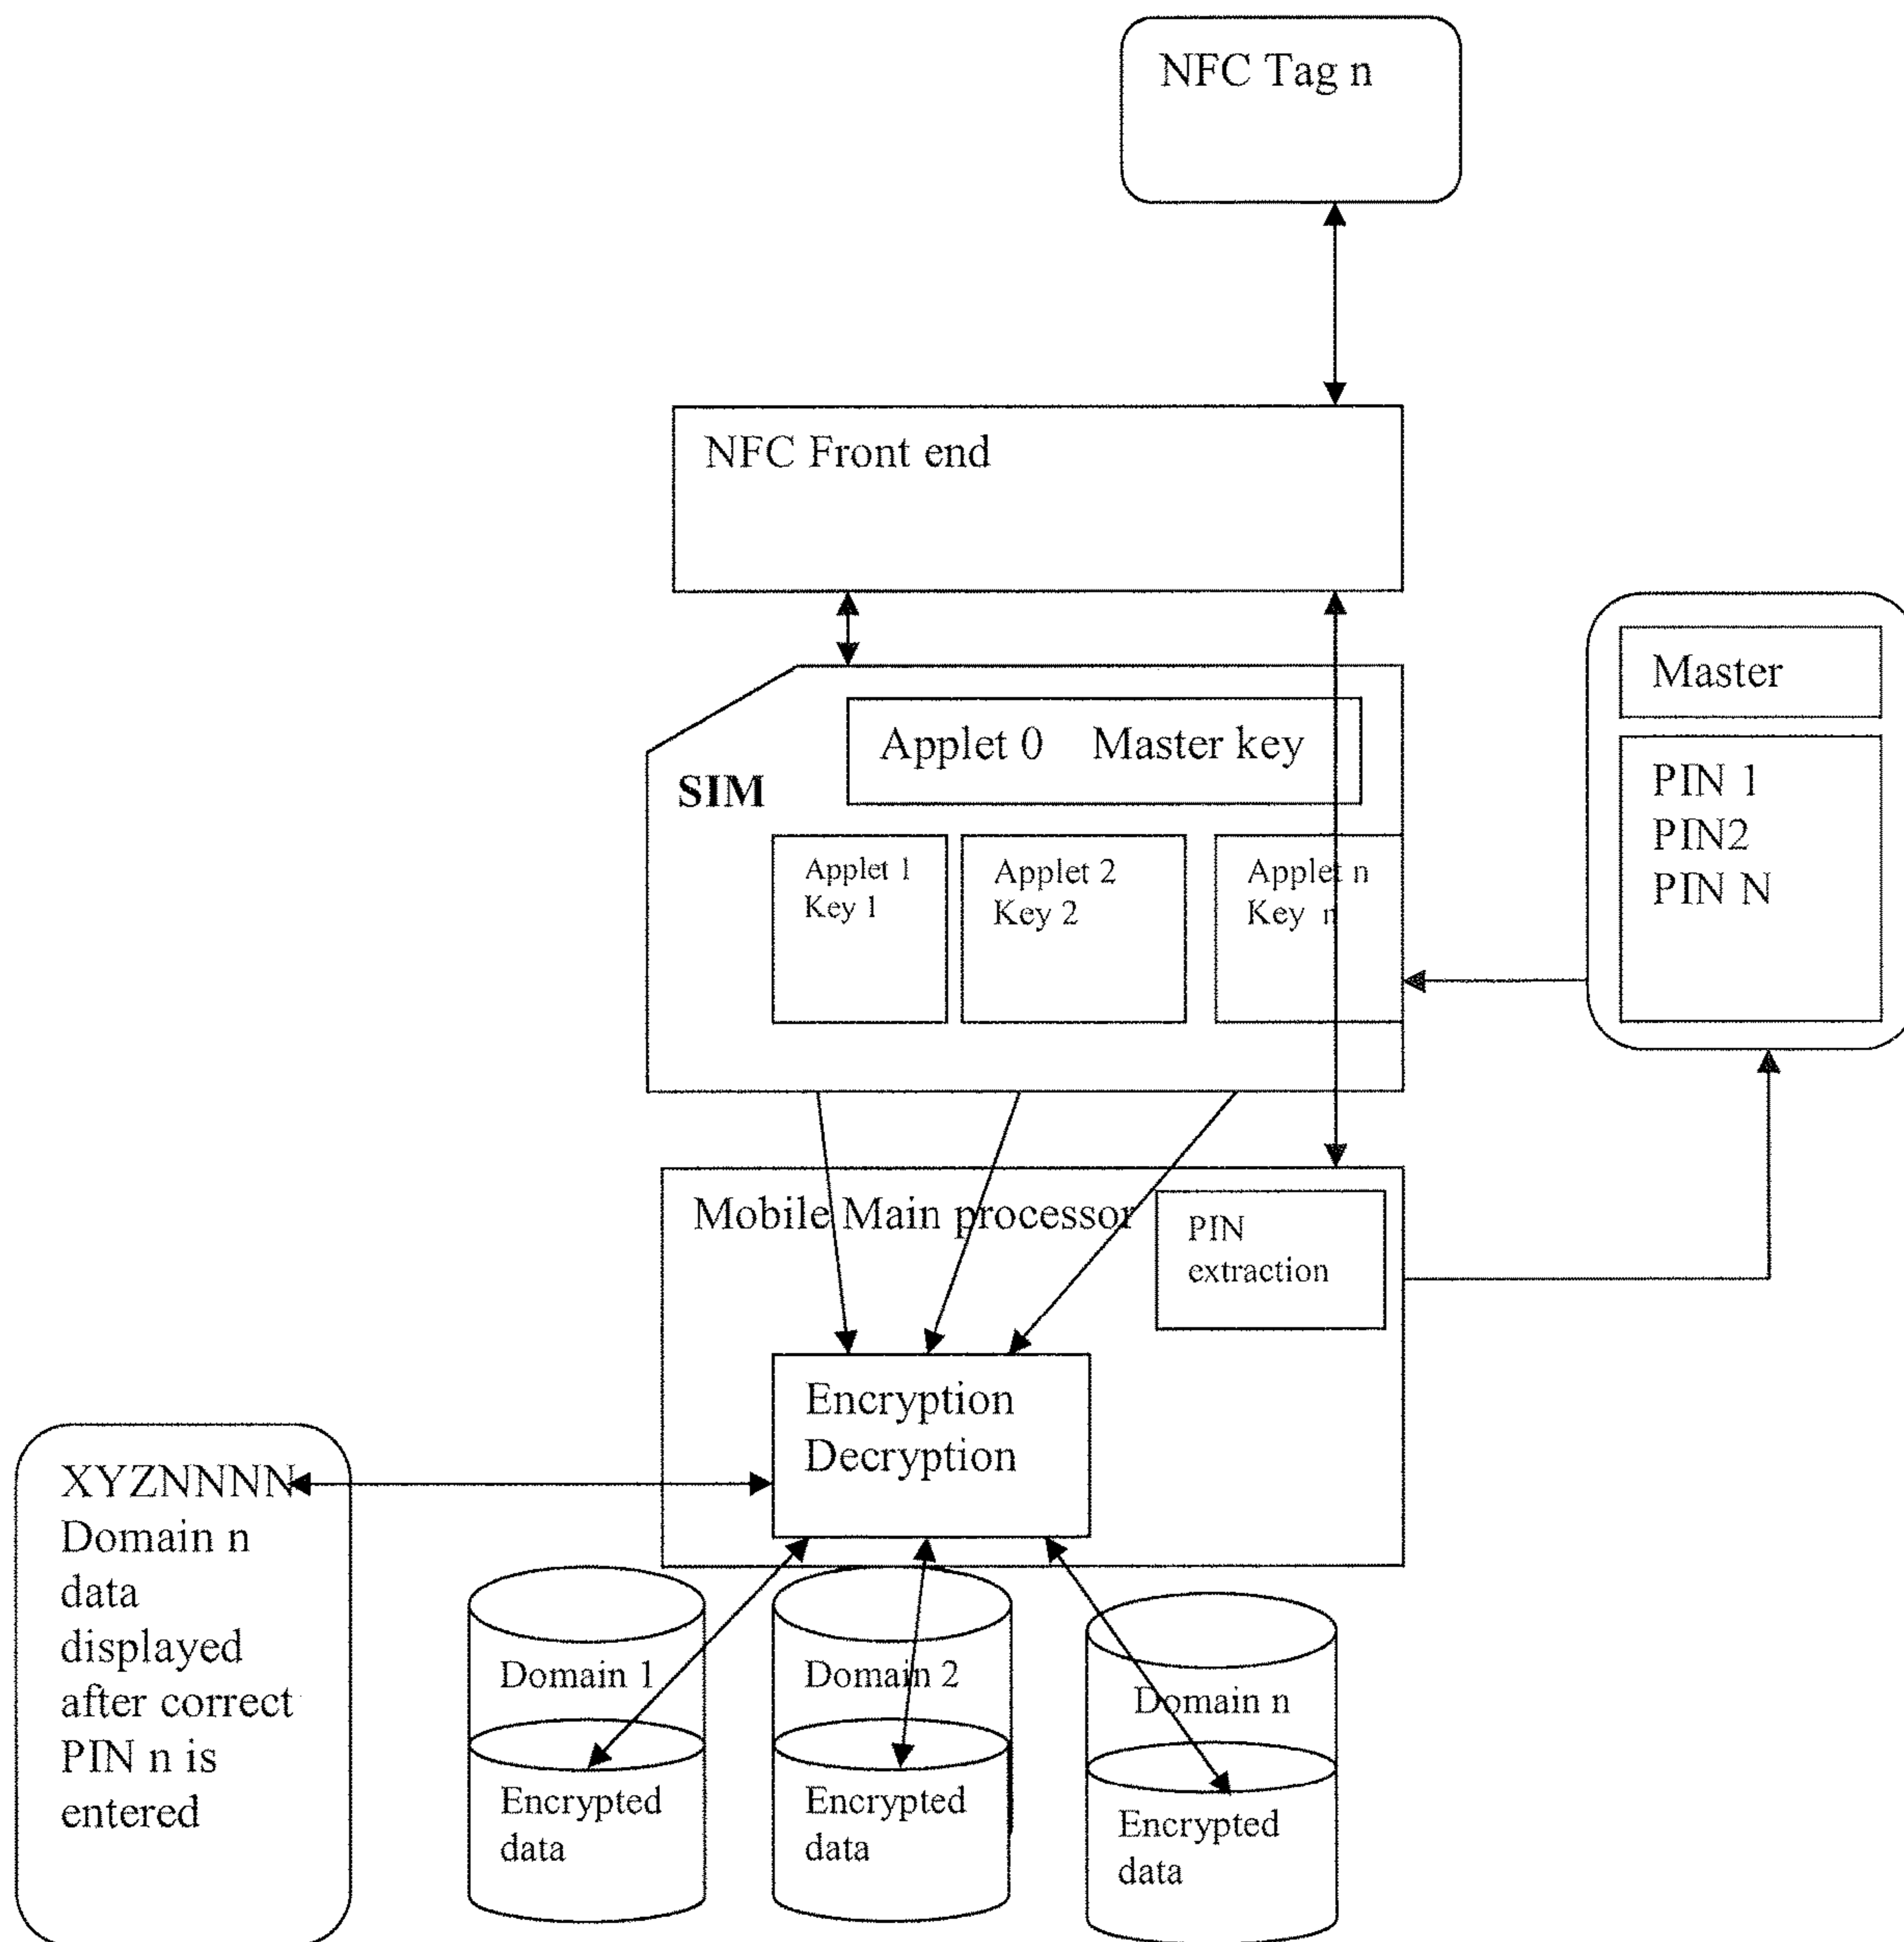 NFC Tag n
NFC Front end
Master
PIN 1
PIN2
PIN N
Applet 0 Master key
SIM
Applet 1
Key 1
Applet 2
Key 2
Applet n
Key n
Mobile Main processor
PIN
extraction
Encryption
Decryption
XYZNNNN
Domain n
data
displayed
after correct
PIN n is
entered
Domain 1
Encrypted
data
Domain 2
Encrypted
data
Domain n
Encrypted
data